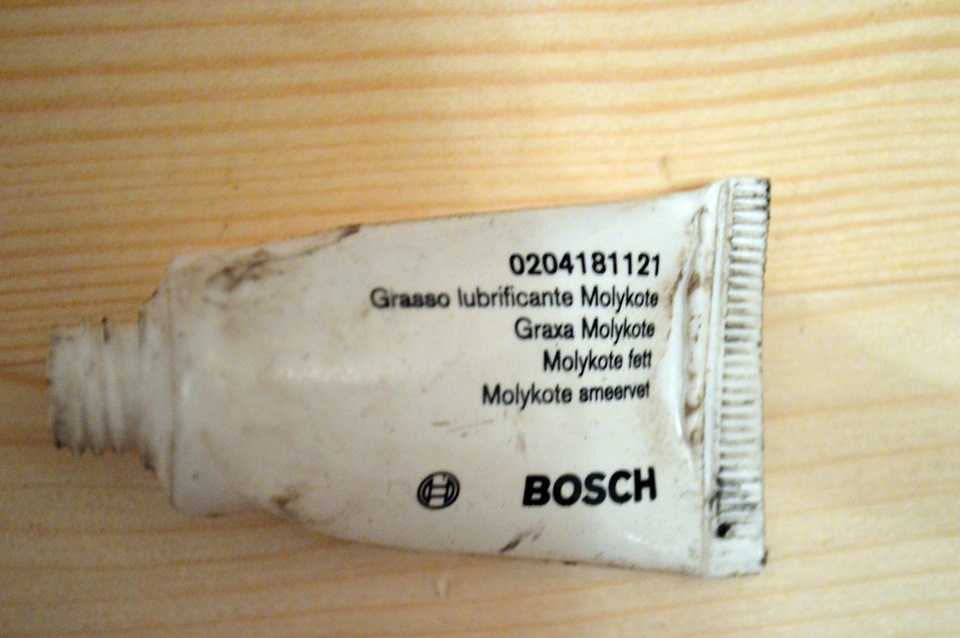 0204181121
Grasso lubrificante Molykote
Graxa Molykote
Molykote fett
Molykote smeervet
BOSCH